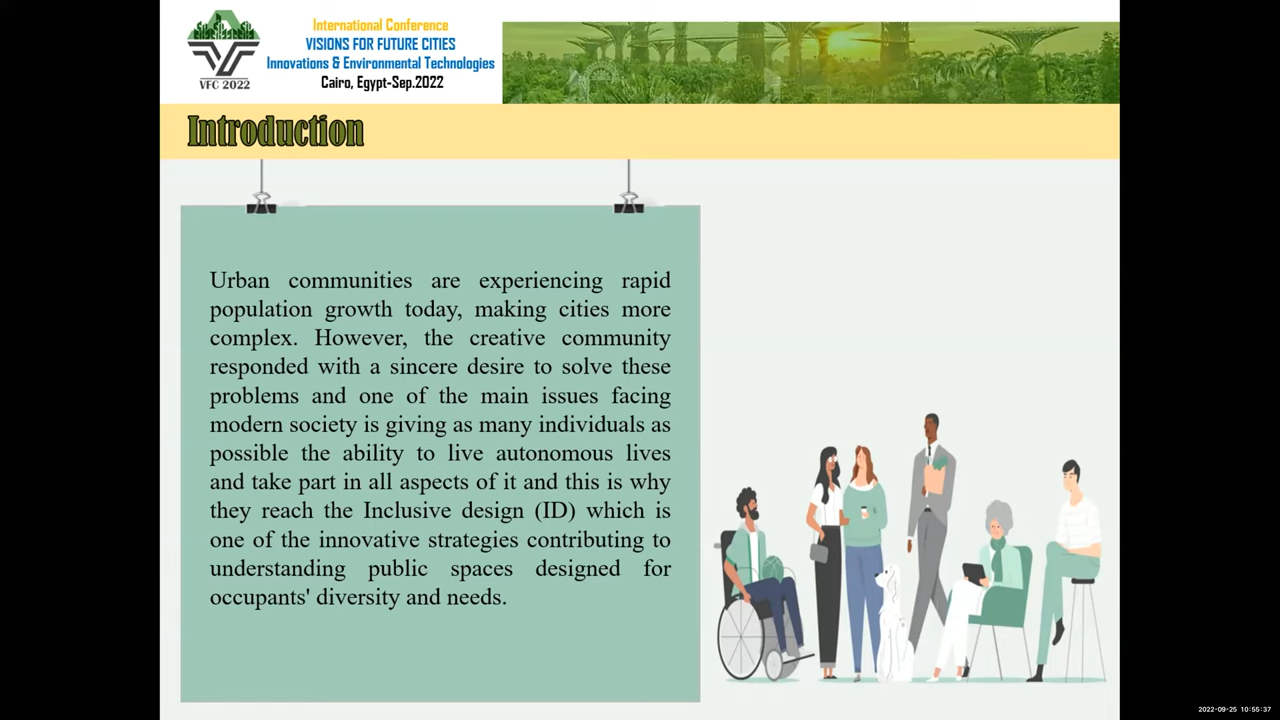 International Conference
VISIONS FOR FUTURE CITIES
Innovations & Environmental Technologies
Cairo, Egypt-Sep.2022
VFC 2022
Introduction
Urban communities are experiencing rapid
population growth today, making cities more
complex. However, the creative community
responded with a sincere desire to solve these
problems and one of the main issues facing
modern society is giving as many individuals as
possible the ability to live autonomous lives
and take part in all aspects of it and this is why
they reach the Inclusive design (ID) which is
one of the innovative strategies contributing to
understanding public spaces designed for
occupants' diversity and needs.
2022-09-25 10:55:37